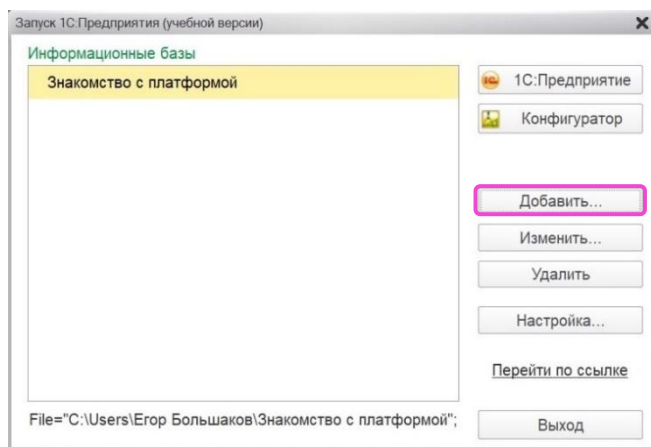 Запуск 1С:Предприятия (учебной версии)
Информационные базы
Знакомство с платформой
1С:Предприятие
Конфигуратор
Добавить...
Изменить...
Удалить
Настройка...
Перейти по ссылке
File="C:\Users\Егор Большаков\Знакомство с платформой";
Выход